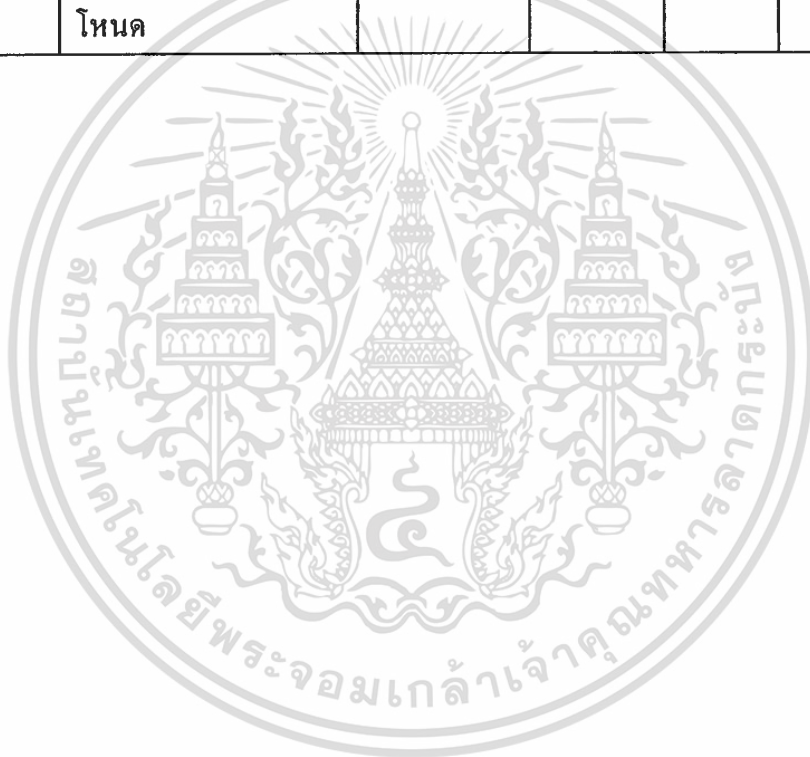 โหนด
สถาบันเทคโนโลยีพระจอมเกล้าเจ้าคุณทหารลาดกระบัง
๔